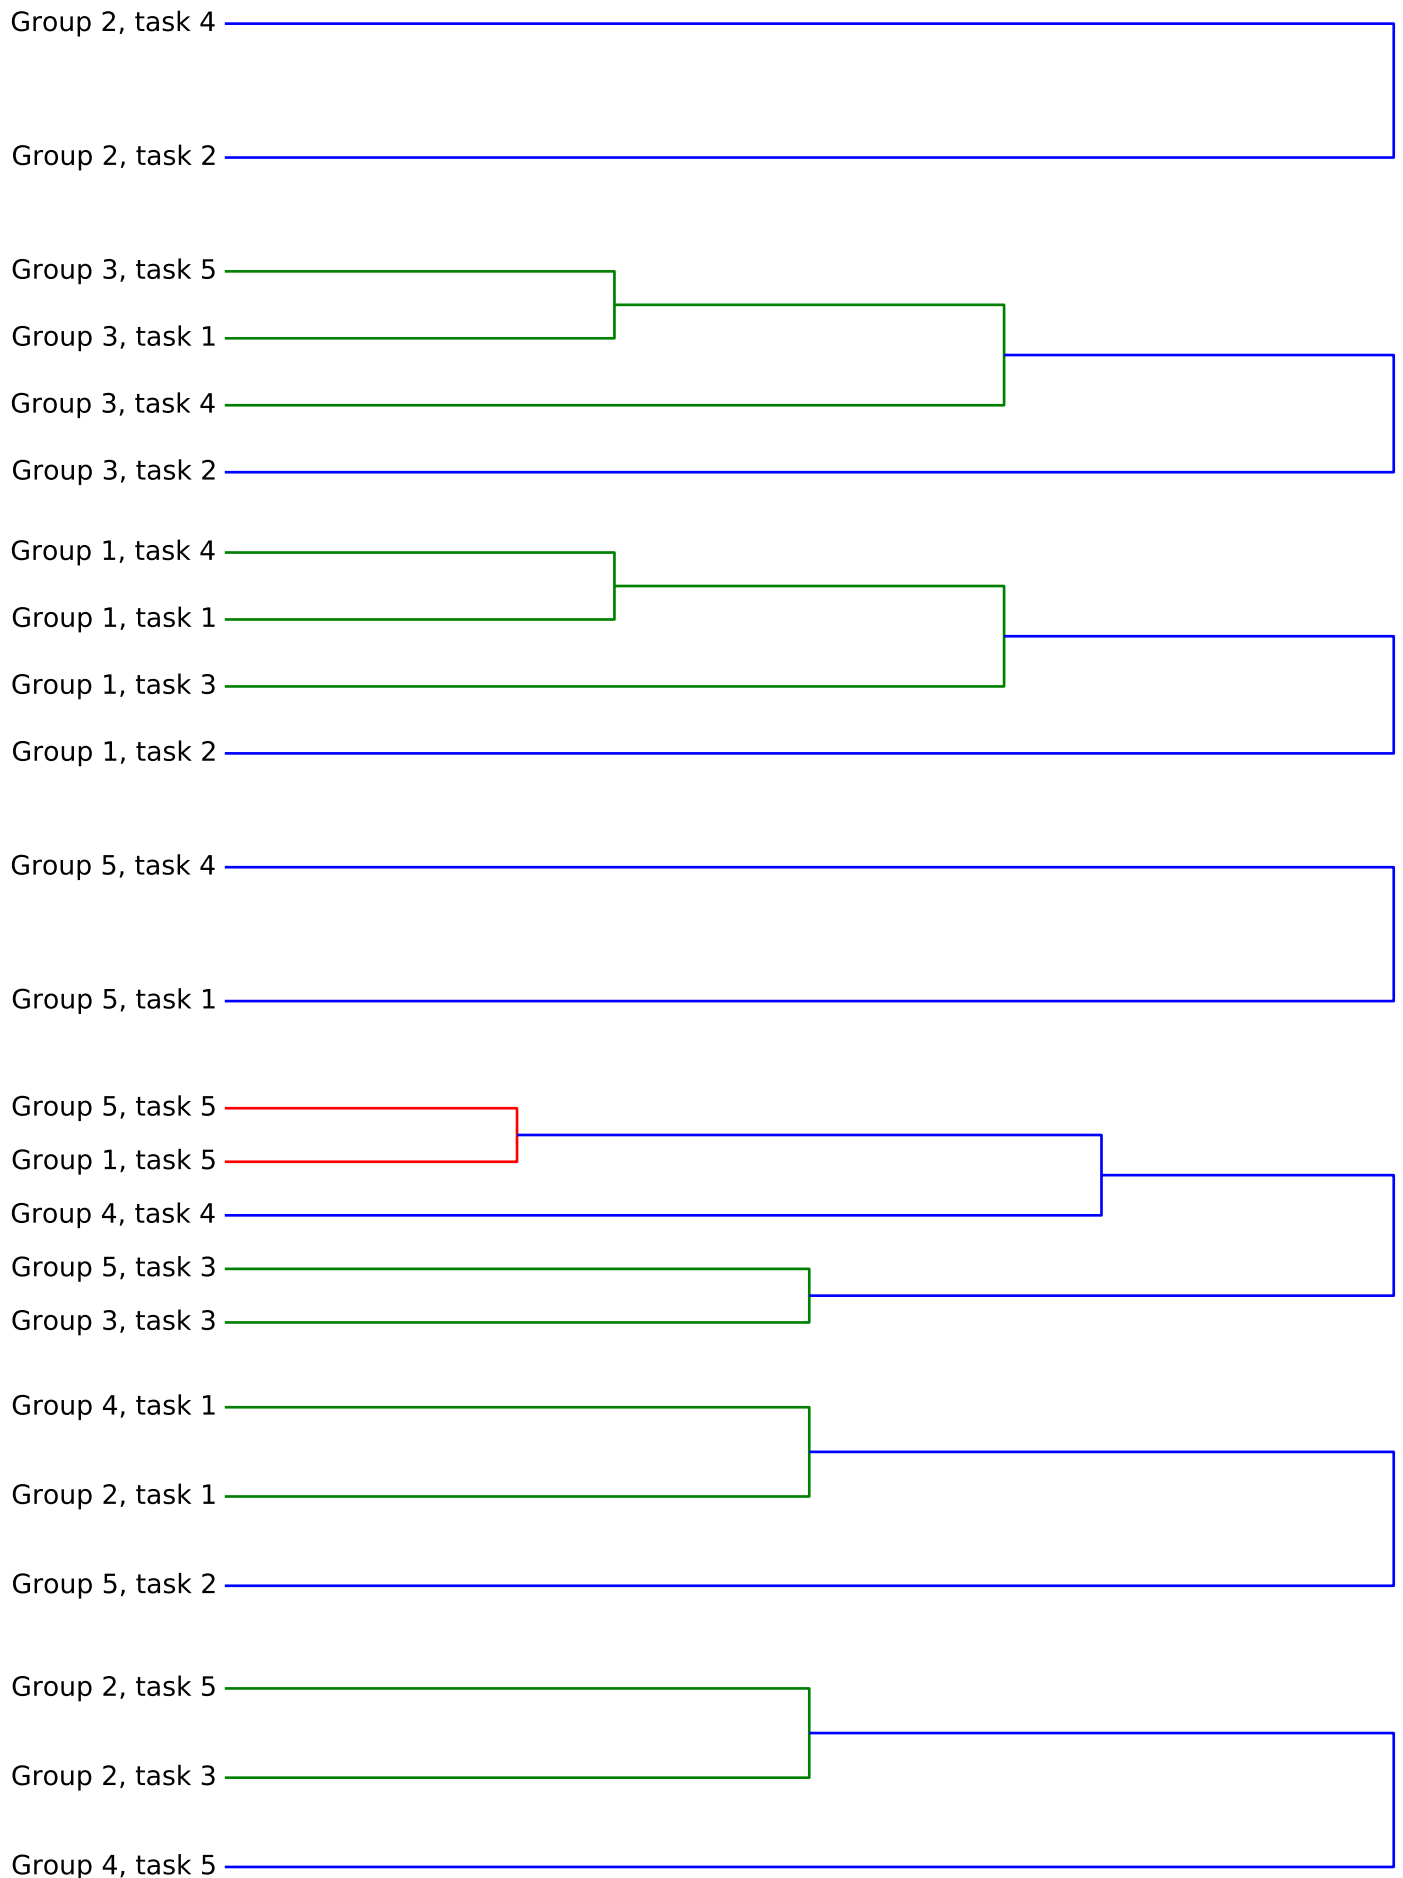 Group 2, task 4
Group 2, task 2
Group 3, task 5
Group 3, task 1
Group 3, task 4
Group 3, task 2
Group 1, task 4
Group 1, task 1
Group 1, task 3
Group 1, task 2
Group 5, task 4
Group 5, task 1
Group 5, task 5
Group 1, task 5
Group 4, task 4
Group 5, task 3
Group 3, task 3
Group 4, task 1
Group 2, task 1
Group 5, task 2
Group 2, task 5
Group 2, task 3
Group 4, task 5